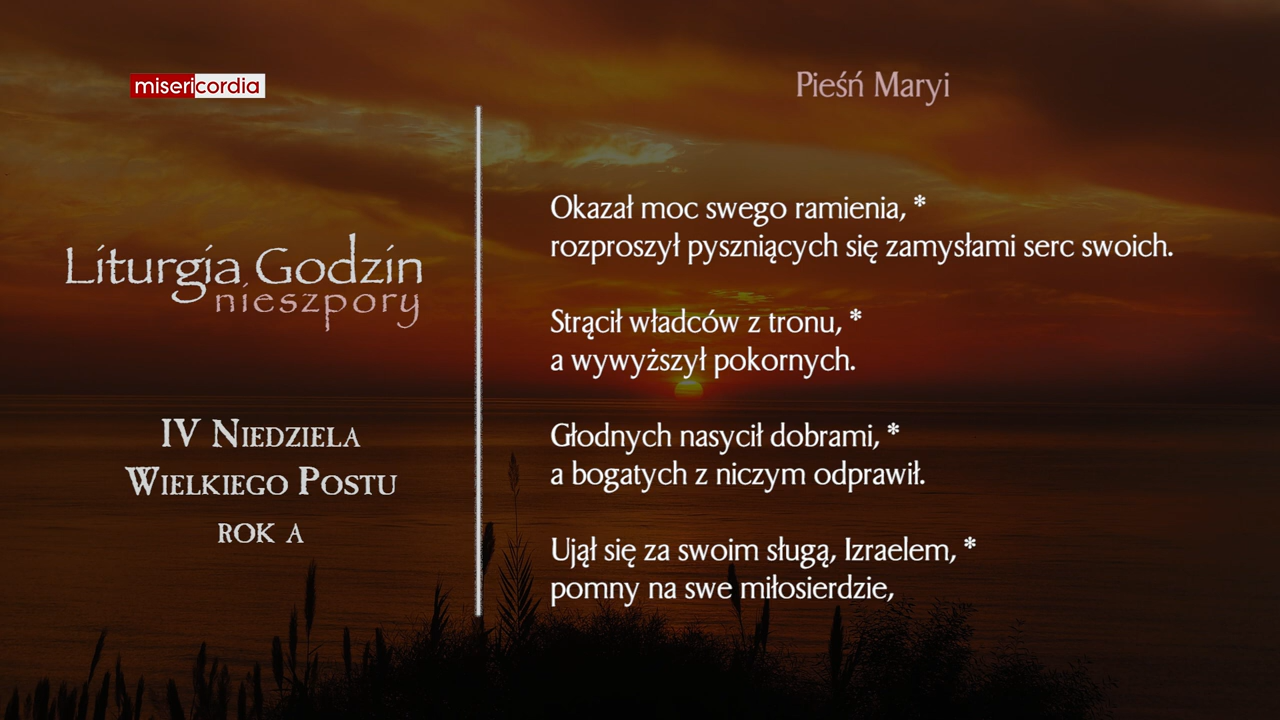 misericordia
Liturgia Godzin
nieszpory
IV Niedziela
Wielkiego Postu
rok A
Pieśń Maryi
Okazał moc swego ramienia, *
rozproszył pyszniących się zamysłami serc swoich.
Strącił władców z tronu, *
a wywyższył pokornych.
Głodnych nasycił dobrami, *
a bogatych z niczym odprawił.
Ujął się za swoim sługą, Izraelem, *
pomny na swe miłosierdzie,